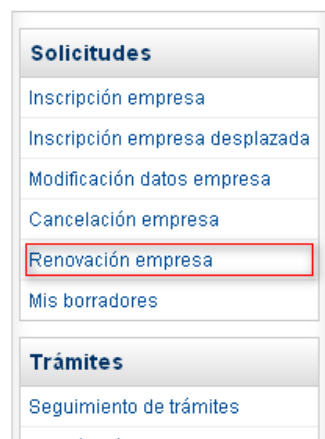 Solicitudes
Inscripción empresa
Inscripción empresa desplazada
Modificación datos empresa
Cancelación empresa
Renovación empresa
Mis borradores
Trámites
Seguimiento de trámites